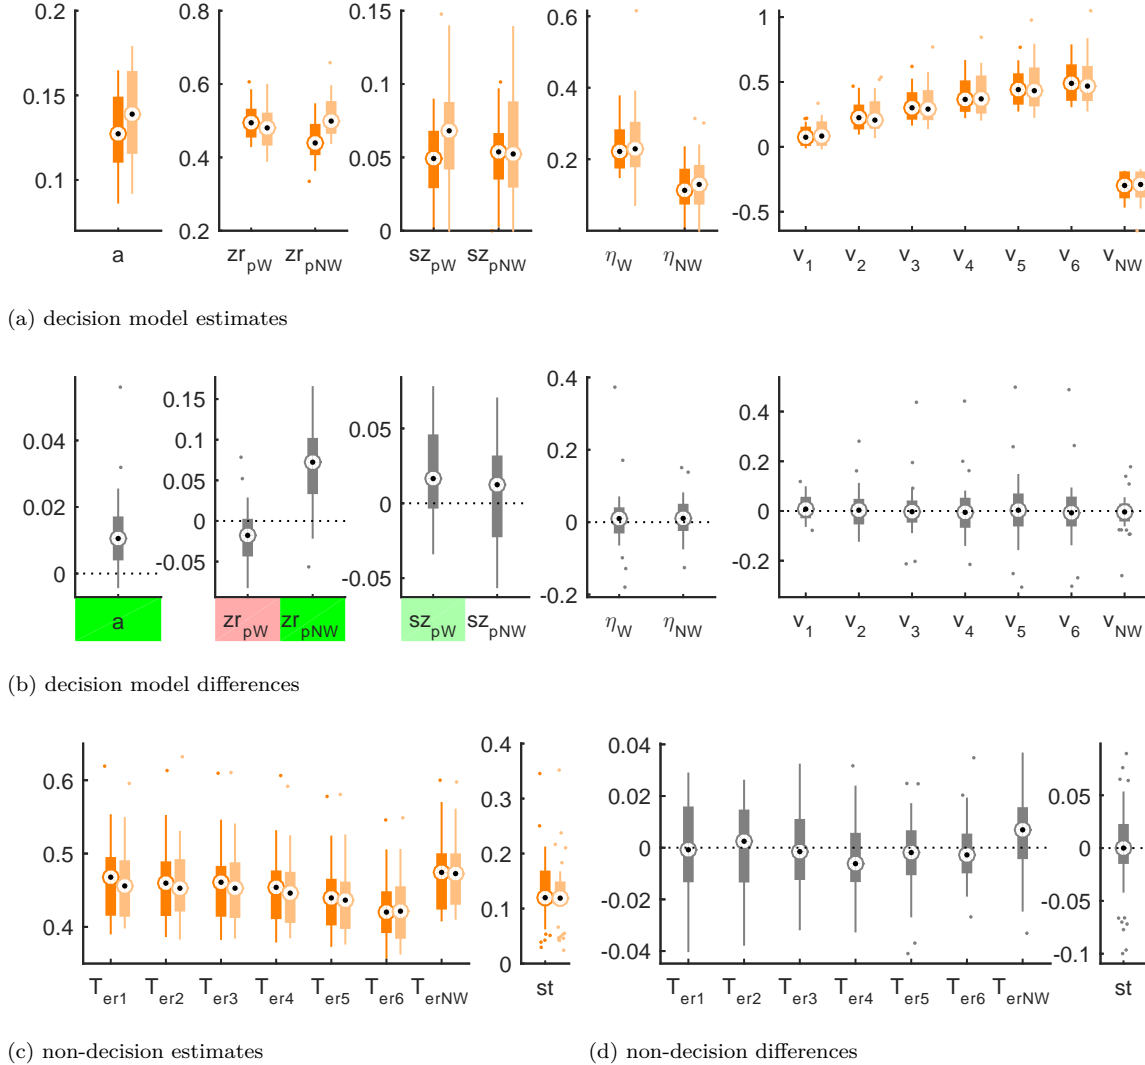 0.2 0.8 0.15 0.6 1
0.15 0.6 0.1 0.4 0.5
0.1 0.4 0.05 0.2 0
0.2 0 -0.5
a zr_pW zr_pNW sz_pW sz_pNW η_W η_NW v_1 v_2 v_3 v_4 v_5 v_6 v_NW
(a) decision model estimates
0.04 0.15 0.05 0.4 0.4
0.02 0.1 0 0.2 0.2
0 0.05 -0.05 0 0
0 -0.2 -0.2
-0.05
a zr_pW zr_pNW sz_pW sz_pNW η_W η_NW v_1 v_2 v_3 v_4 v_5 v_6 v_NW
(b) decision model differences
0.6 0.4 0.04 0.05
0.5 0.3 0.02 0
0.4 0.2 0 -0.05
0.1 -0.02 -0.1
0 -0.04
T_er1 T_er2 T_er3 T_er4 T_er5 T_er6 T_erNW st T_er1 T_er2 T_er3 T_er4 T_er5 T_er6 T_erNW st
(c) non-decision estimates (d) non-decision differences